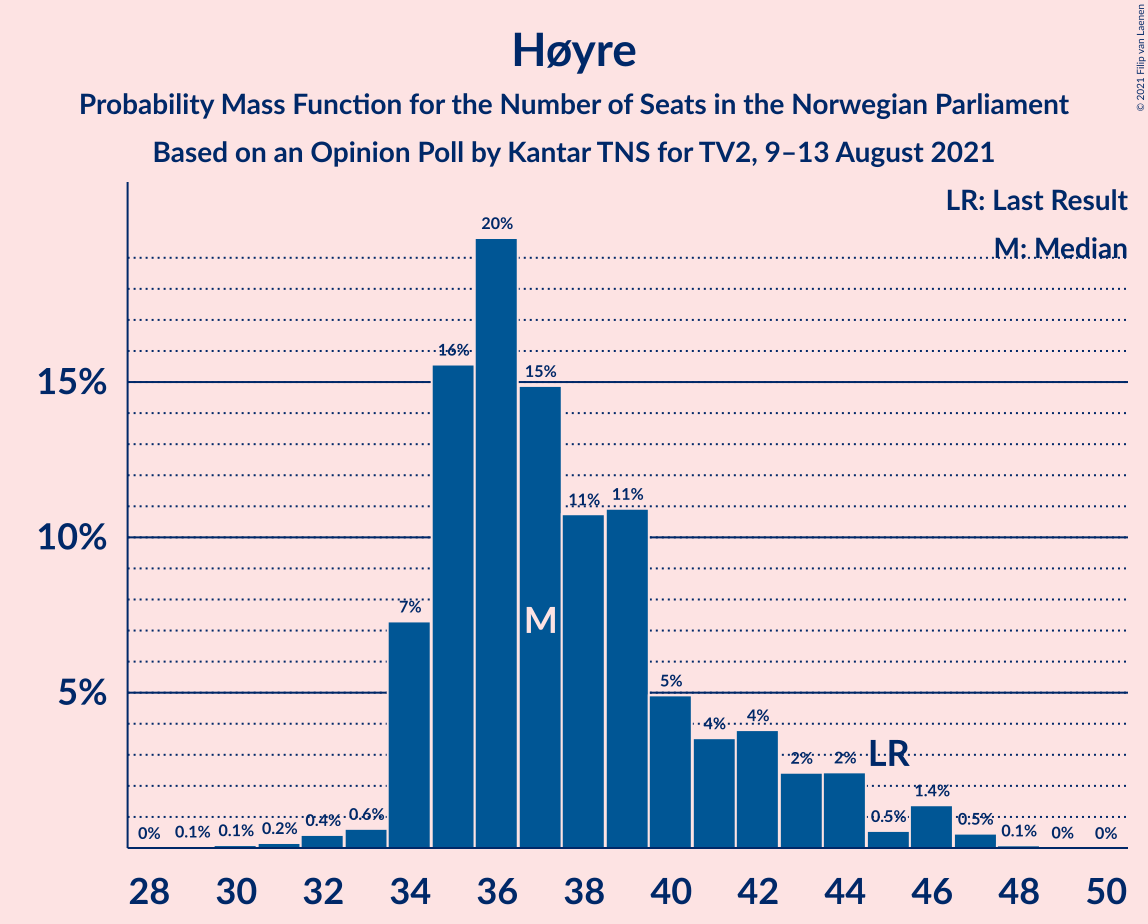 Høyre
Probability Mass Function for the Number of Seats in the Norwegian Parliament
Based on an Opinion Poll by Kantar TNS for TV2, 9–13 August 2021
© 2021 Filip van Laenen
LR: Last Result
M: Median
15%
10%
5%
0% 0.1% 0.1% 0.2% 0.4% 0.6% 7% 16% 20% 15% 11% 11% 5% 4% 4% 2% 2% 0.5% 1.4% 0.5% 0.1% 0% 0%
M
LR
28 30 32 34 36 38 40 42 44 46 48 50